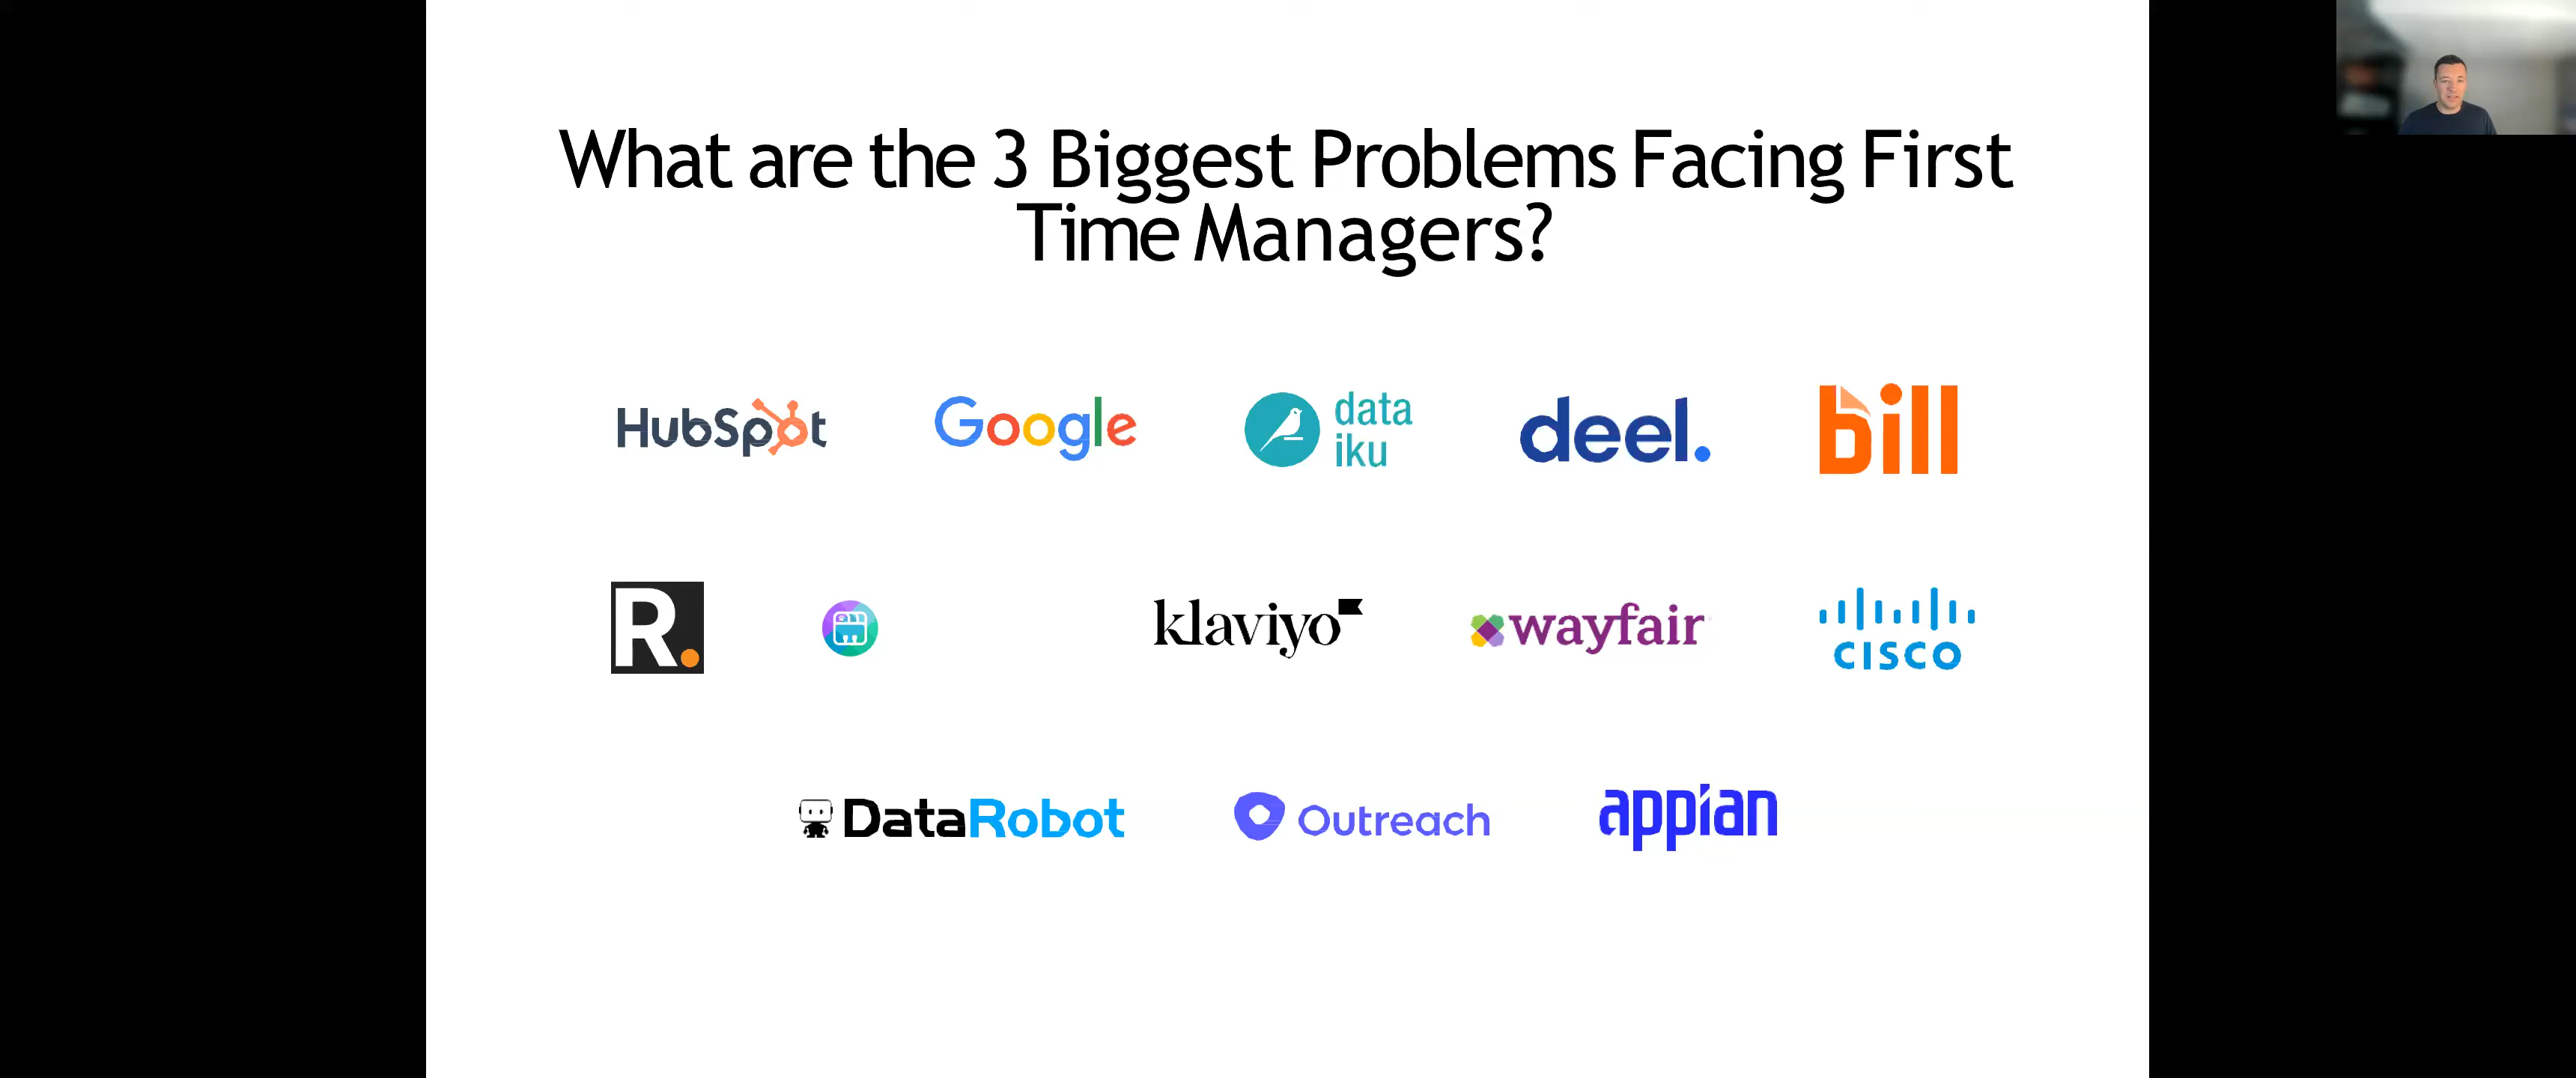 What are the 3 Biggest Problems Facing First
Time Managers?
HubSpot
Google
data
iku
deel.
bill
R.
klaviyo
wayfair
CISCO
DataRobot
Outreach
appian